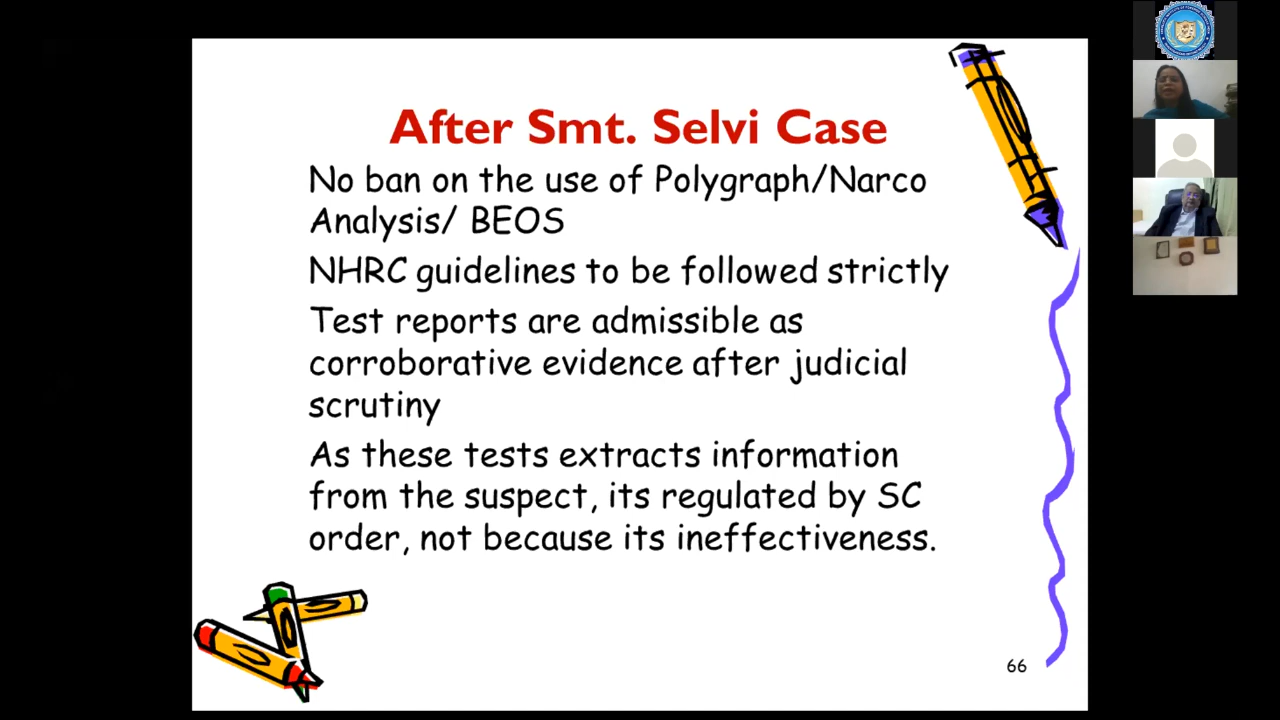 After Smt. Selvi Case
No ban on the use of Polygraph/Narco
Analysis/ BEOS
NHRC guidelines to be followed strictly
Test reports are admissible as
corroborative evidence after judicial
scrutiny
As these tests extracts information
from the suspect, its regulated by SC
order, not because its ineffectiveness.
66